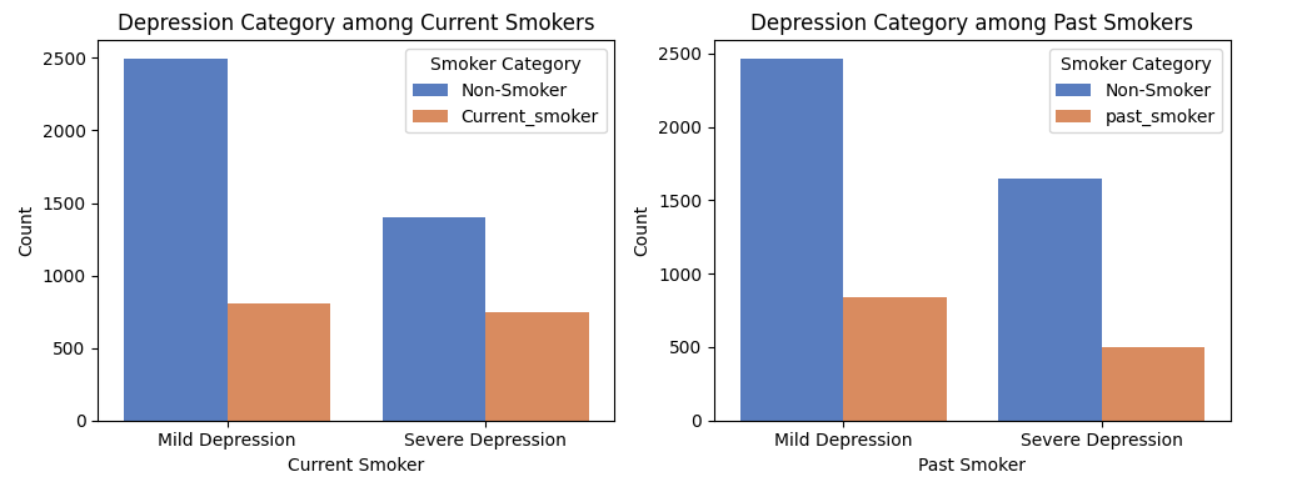 Depression Category among Current Smokers
Count
2500
2000
1500
1000
500
0
Smoker Category
Non-Smoker
Current_smoker
Mild Depression
Severe Depression
Current Smoker
Depression Category among Past Smokers
Count
2500
2000
1500
1000
500
0
Smoker Category
Non-Smoker
past_smoker
Mild Depression
Severe Depression
Past Smoker